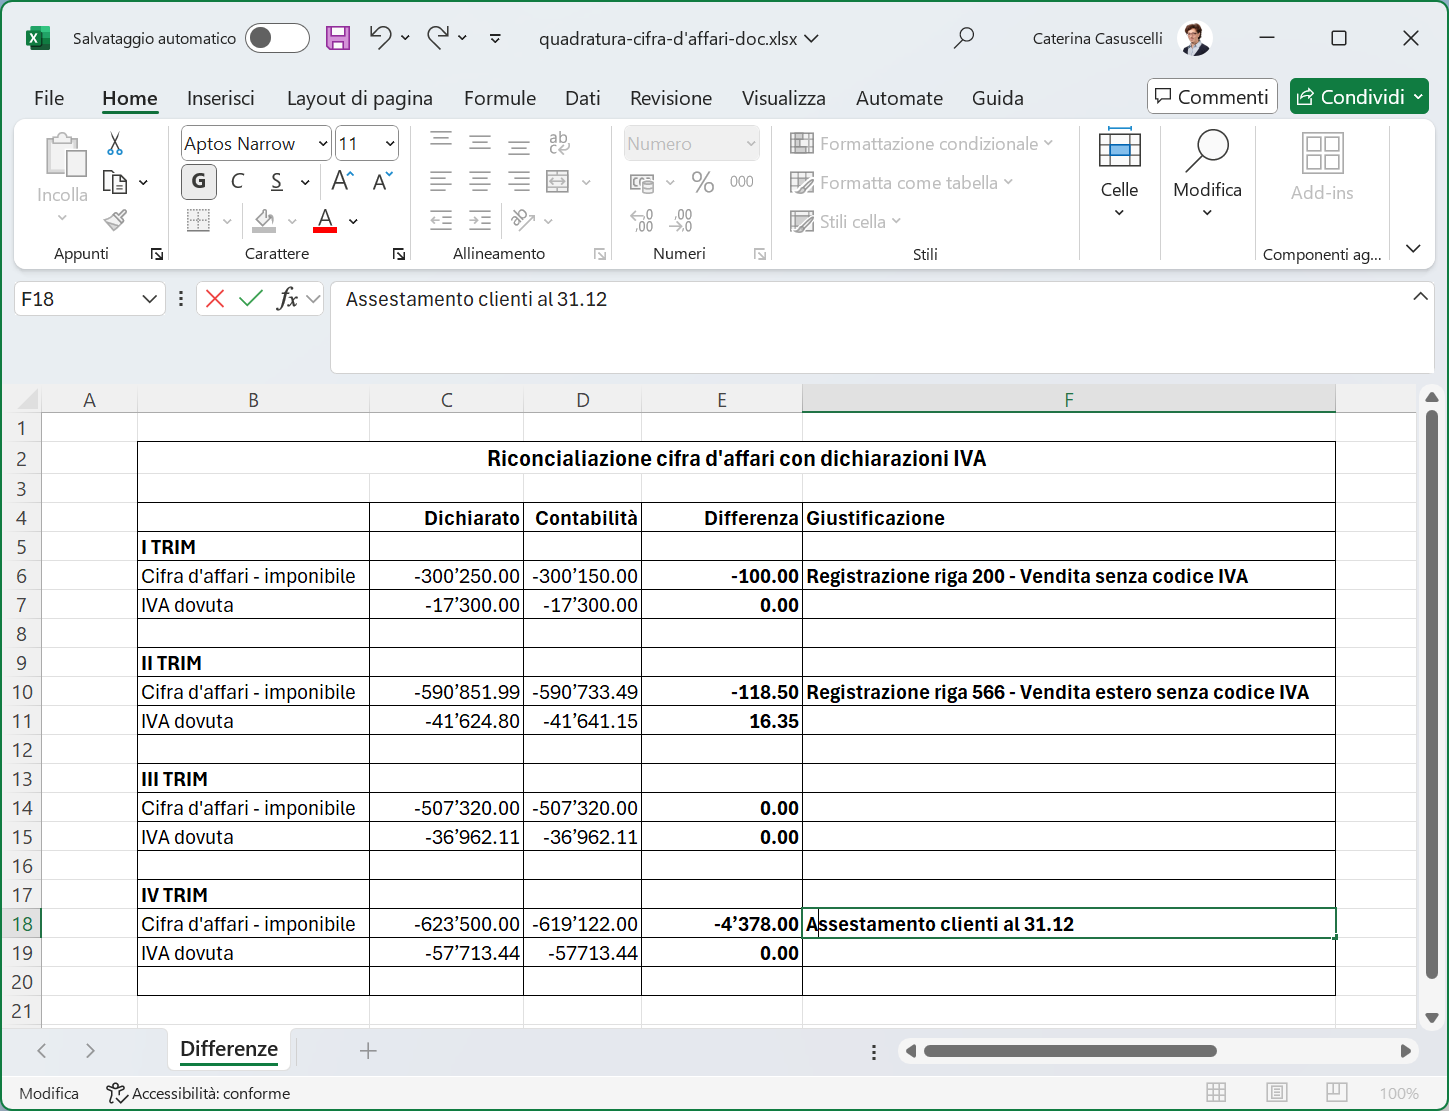 Salvataggio automatico quadratura-cifra-d'affari-doc.xlsx Caterina Casuscelli
File Home Inserisci Layout di pagina Formule Dati Revisione Visualizza Automate Guida Commenti Condividi
Incolla
Appunti
Aptos Narrow 11
G C S A A
A
Carattere
ab c
Allineamento
Numero
% 000
,00 ,00
Numeri
Formattazione condizionale
Formatta come tabella
Stili cella
Stili
Celle
Modifica
Add-ins
Componenti ag...
F18 fx Assestamento clienti al 31.12
A B C D E F
1
2 Riconcialiazione cifra d'affari con dichiarazioni IVA
3
4 Dichiarato Contabilità Differenza Giustificazione
5 I TRIM
6 Cifra d'affari - imponibile -300’250.00 -300’150.00 -100.00 Registrazione riga 200 - Vendita senza codice IVA
7 IVA dovuta -17’300.00 -17’300.00 0.00
8
9 II TRIM
10 Cifra d'affari - imponibile -590’851.99 -590’733.49 -118.50 Registrazione riga 566 - Vendita estero senza codice IVA
11 IVA dovuta -41’624.80 -41’641.15 16.35
12
13 III TRIM
14 Cifra d'affari - imponibile -507’320.00 -507’320.00 0.00
15 IVA dovuta -36’962.11 -36’962.11 0.00
16
17 IV TRIM
18 Cifra d'affari - imponibile -623’500.00 -619’122.00 -4’378.00 Assestamento clienti al 31.12
19 IVA dovuta -57’713.44 -57713.44 0.00
20
21
Differenze
Modifica Accessibilità: conforme 100%